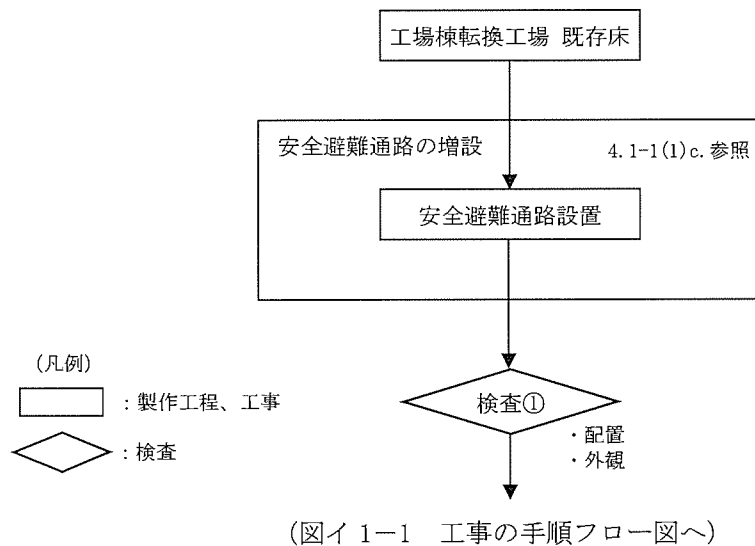 工場棟転換工場 既存床
安全避難通路の増設
4.1-1(1)c.参照
安全避難通路設置
(凡例)
：製作工程、工事
：検査
検査①
・配置
・外観
(図イ1－1 工事の手順フロー図へ)